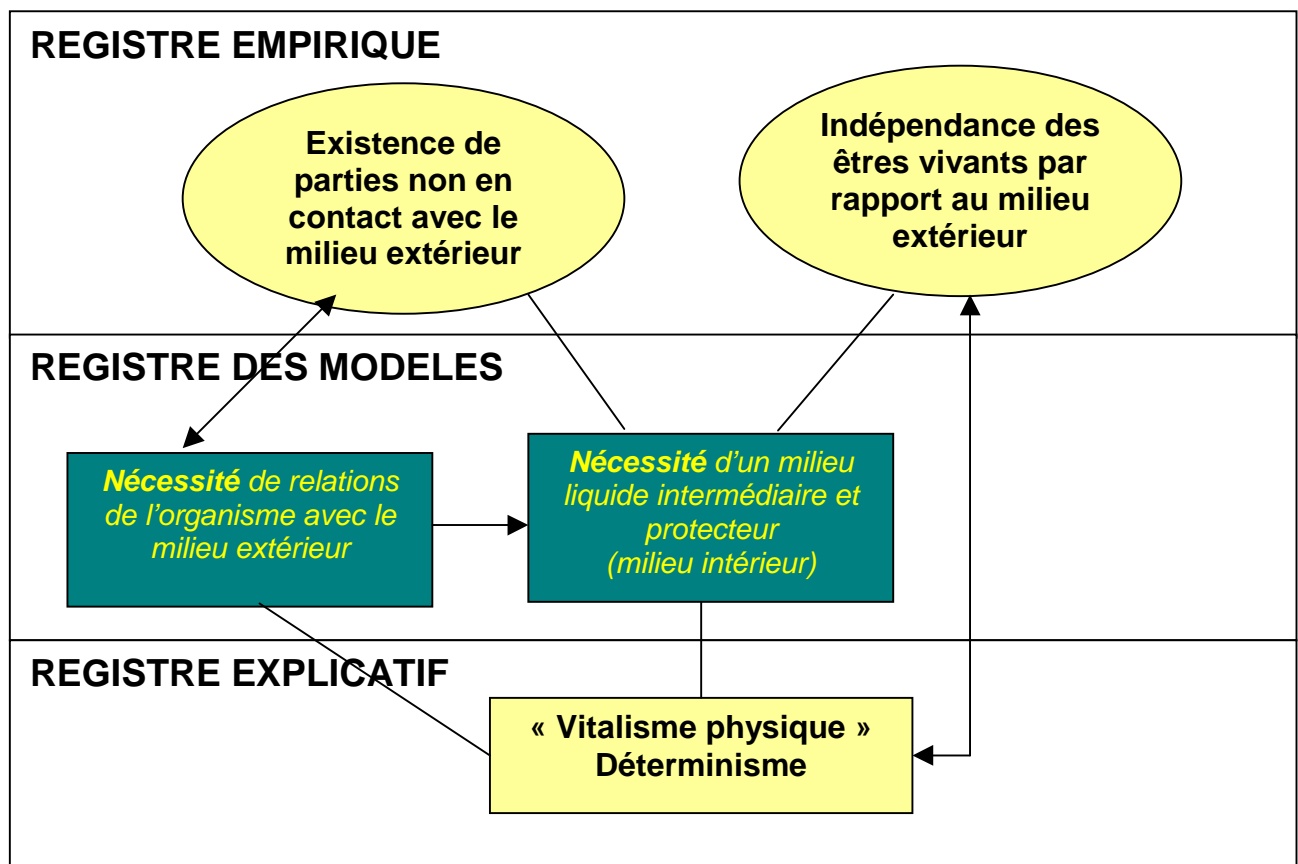 REGISTRE EMPIRIQUE
Existence de
parties non en
contact avec le
milieu extérieur
Indépendance des
êtres vivants par
rapport au milieu
extérieur
REGISTRE DES MODELES
Nécessité de relations
de l’organisme avec le
milieu extérieur
Nécessité d’un milieu
liquide intermédiaire et
protecteur
(milieu intérieur)
REGISTRE EXPLICATIF
« Vitalisme physique »
Déterminisme